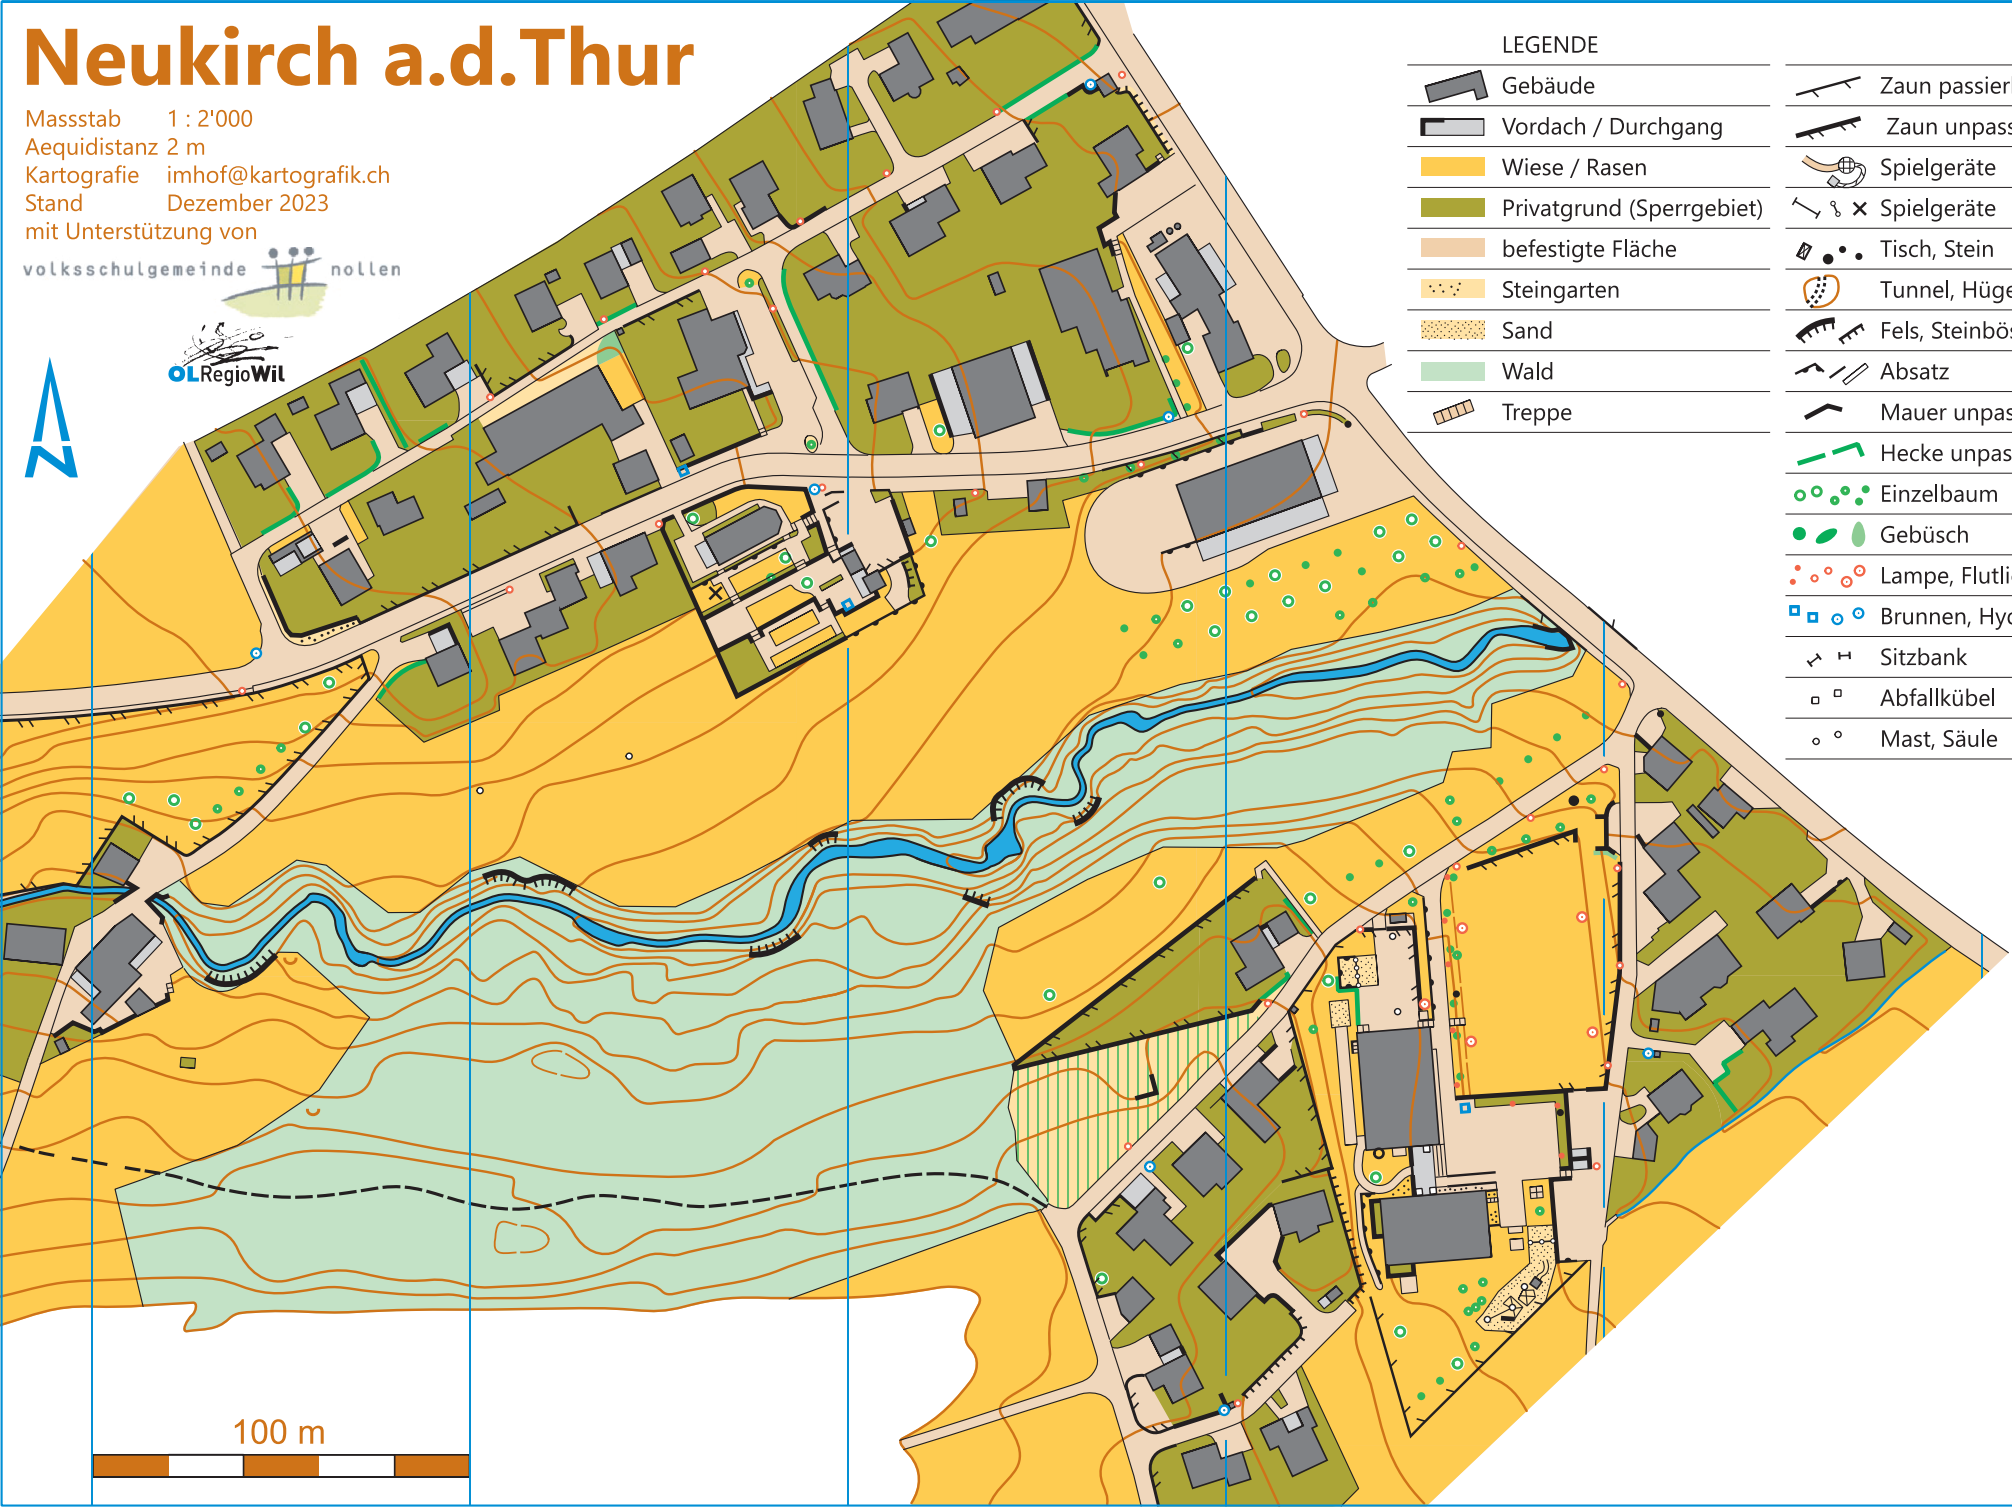 Neukirch a.d.Thur
Massstab 1 : 2'000
Aequidistanz 2 m
Kartografie imhof@kartografik.ch
Stand Dezember 2023
mit Unterstützung von
volksschulgemeinde nollen
OLRegioWil
100 m
LEGENDE
Gebäude
Vordach / Durchgang
Wiese / Rasen
Privatgrund (Sperrgebiet)
befestigte Fläche
Steingarten
Sand
Wald
Treppe
Zaun passier
Zaun unpass
Spielgeräte
Spielgeräte
Tisch, Stein
Tunnel, Hüge
Fels, Steinbös
Absatz
Mauer unpas
Hecke unpas
Einzelbaum
Gebüsch
Lampe, Flutli
Brunnen, Hyd
Sitzbank
Abfallkübel
Mast, Säule